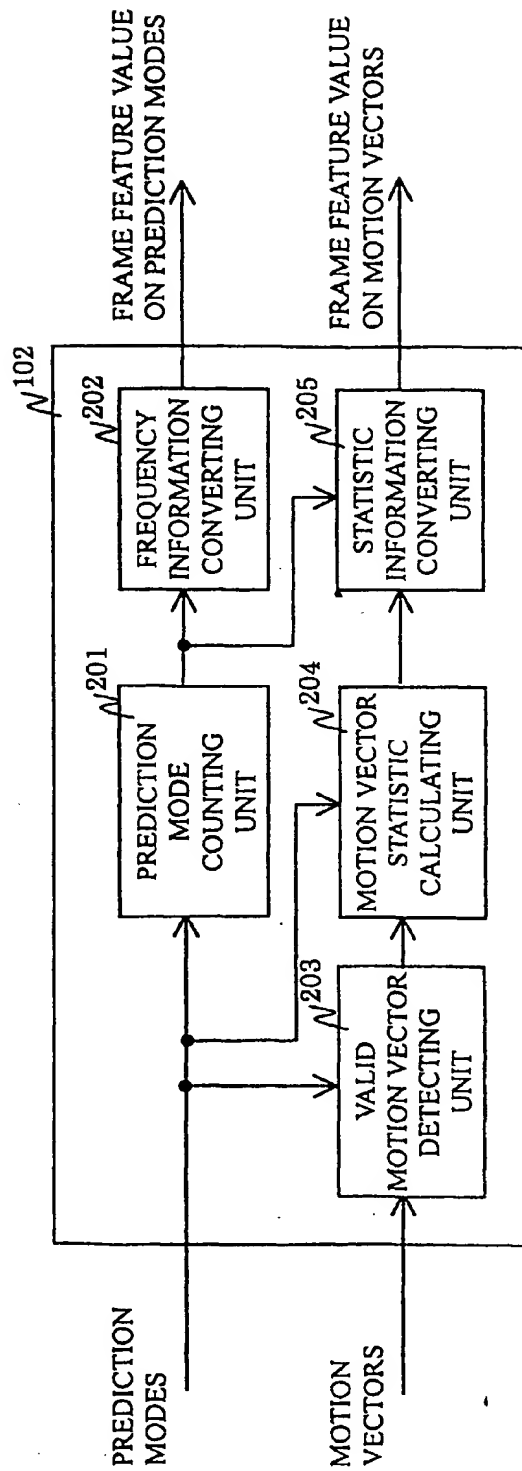 PREDICTION
MODES
MOTION
VECTORS
102
201
PREDICTION
MODE
COUNTING
UNIT
202
FREQUENCY
INFORMATION
CONVERTING
UNIT
203
VALID
MOTION VECTOR
DETECTING
UNIT
204
MOTION VECTOR
STATISTIC
CALCULATING
UNIT
205
STATISTIC
INFORMATION
CONVERTING
UNIT
FRAME FEATURE VALUE
ON PREDICTION MODES
FRAME FEATURE VALUE
ON MOTION VECTORS